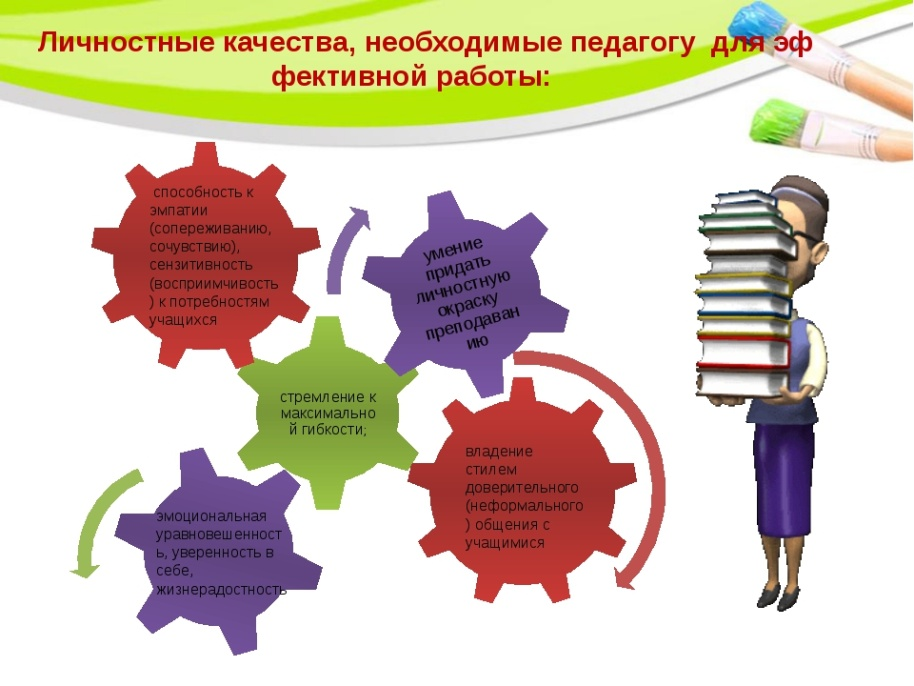 Личностные качества, необходимые педагогу для эф
фективной работы:
способность к
эмпатии
(сопереживанию,
сочувствию),
сензитивность
(восприимчивость
) к потребностям
учащихся
умение
придать
личностную
окраску
преподаван
ию
стремление к
максимально
й гибкости;
владение
стилем
доверительного
(неформального
) общения с
учащимися
эмоциональная
уравновешенност
ь, уверенность в
себе,
жизнерадостность